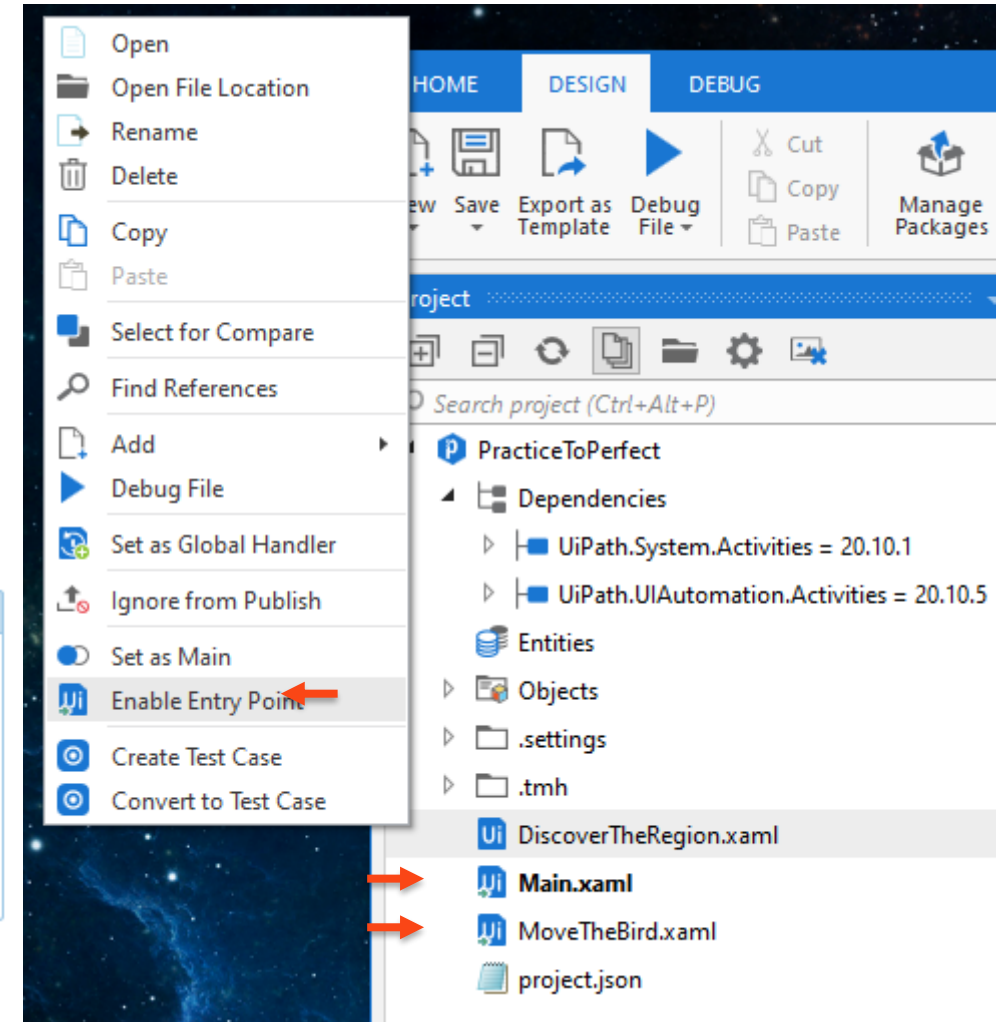 Open
Open File Location
Rename
Delete
Copy
Paste
Select for Compare
Find References
Add
Debug File
Set as Global Handler
Ignore from Publish
Set as Main
Enable Entry Point
Create Test Case
Convert to Test Case
HOME DESIGN DEBUG
ew Save Export as Template Debug File
Cut
Copy
Paste
Manage Packages
roject
Search project (Ctrl+Alt+P)
PracticeToPerfect
Dependencies
UiPath.System.Activities = 20.10.1
UiPath.UIAutomation.Activities = 20.10.5
Entities
Objects
.settings
.tmh
DiscoverTheRegion.xaml
Main.xaml
MoveTheBird.xaml
project.json